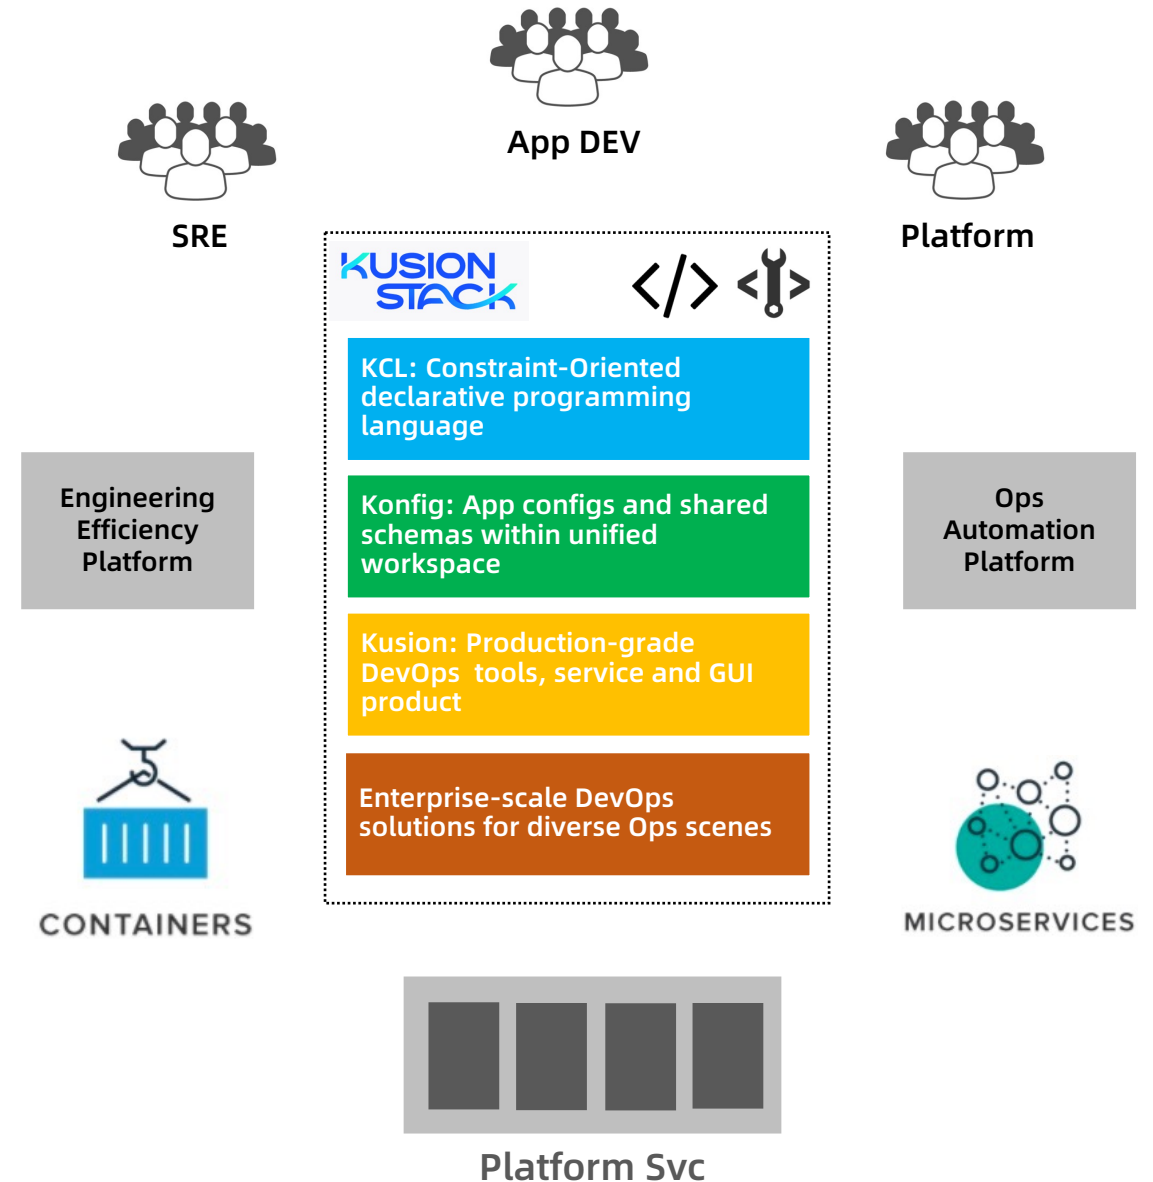 App DEV
SRE
Platform
KUSION
STACK
</>
< >
KCL: Constraint-Oriented
declarative programming
language
Engineering
Efficiency
Platform
Konfig: App configs and shared
schemas within unified
workspace
Ops
Automation
Platform
Kusion: Production-grade
DevOps tools, service and GUI
product
Enterprise-scale DevOps
solutions for diverse Ops scenes
CONTAINERS
MICROSERVICES
Platform Svc